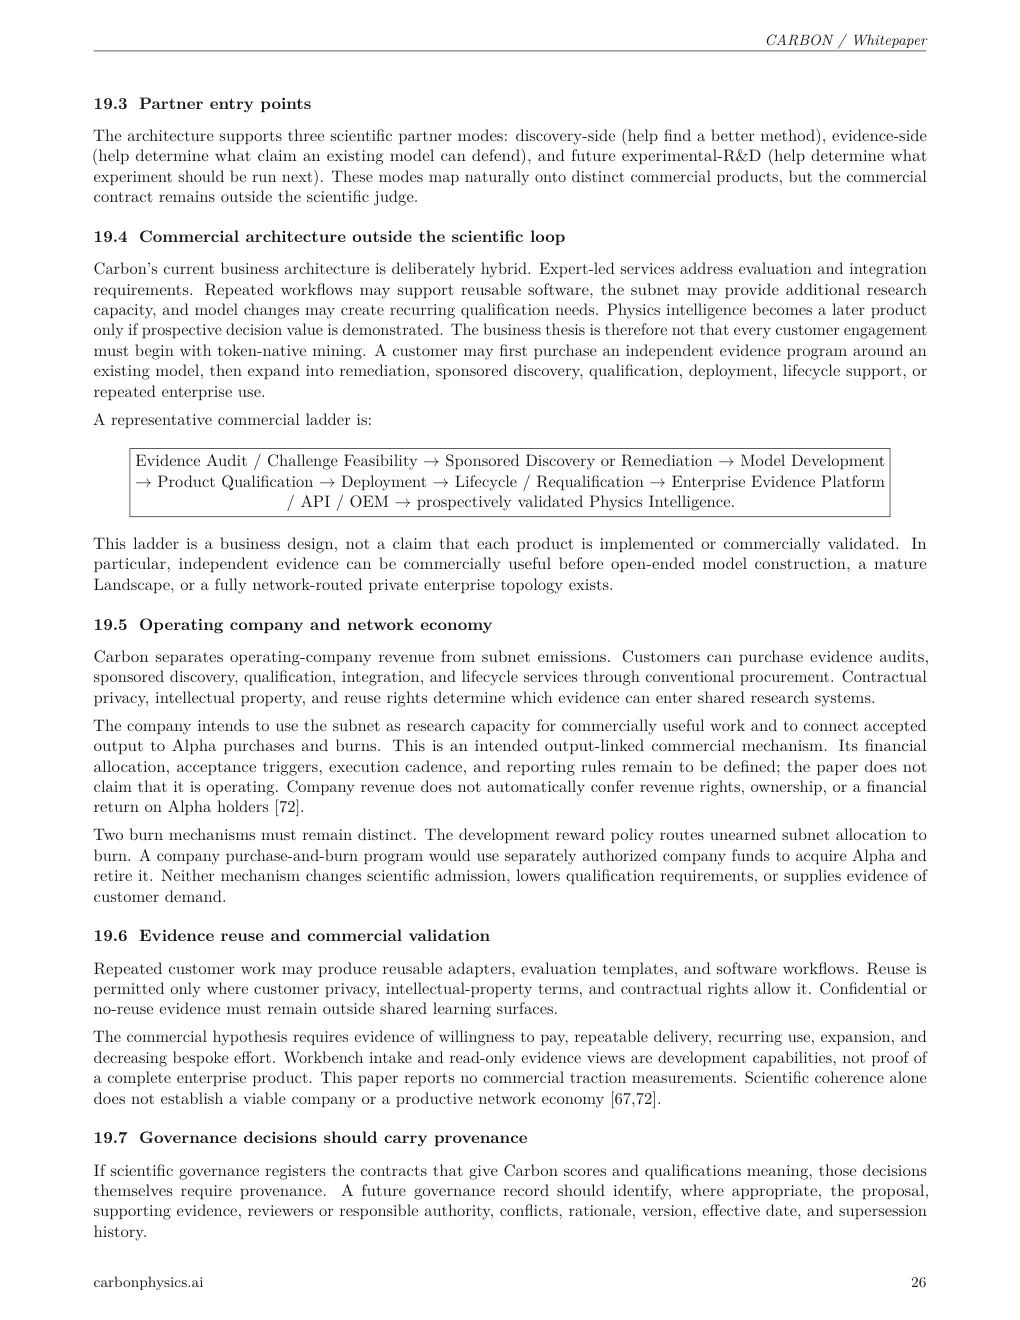 CARBON / Whitepaper
19.3 Partner entry points
The architecture supports three scientific partner modes: discovery-side (help find a better method), evidence-side
(help determine what claim an existing model can defend), and future experimental-R&D (help determine what
experiment should be run next). These modes map naturally onto distinct commercial products, but the commercial
contract remains outside the scientific judge.
19.4 Commercial architecture outside the scientific loop
Carbon's current business architecture is deliberately hybrid. Expert-led services address evaluation and integration
requirements. Repeated workflows may support reusable software, the subnet may provide additional research
capacity, and model changes may create recurring qualification needs. Physics intelligence becomes a later product
only if prospective decision value is demonstrated. The business thesis is therefore not that every customer engagement
must begin with token-native mining. A customer may first purchase an independent evidence program around an
existing model, then expand into remediation, sponsored discovery, qualification, deployment, lifecycle support, or
repeated enterprise use.
A representative commercial ladder is:
Evidence Audit / Challenge Feasibility → Sponsored Discovery or Remediation → Model Development
→ Product Qualification → Deployment → Lifecycle / Requalification → Enterprise Evidence Platform
/ API / OEM → prospectively validated Physics Intelligence.
This ladder is a business design, not a claim that each product is implemented or commercially validated. In
particular, independent evidence can be commercially useful before open-ended model construction, a mature
Landscape, or a fully network-routed private enterprise topology exists.
19.5 Operating company and network economy
Carbon separates operating-company revenue from subnet emissions. Customers can purchase evidence audits,
sponsored discovery, qualification, integration, and lifecycle services through conventional procurement. Contractual
privacy, intellectual property, and reuse rights determine which evidence can enter shared research systems.
The company intends to use the subnet as research capacity for commercially useful work and to connect accepted
output to Alpha purchases and burns. This is an intended output-linked commercial mechanism. Its financial
allocation, acceptance triggers, execution cadence, and reporting rules remain to be defined; the paper does not
claim that it is operating. Company revenue does not automatically confer revenue rights, ownership, or a financial
return on Alpha holders [72].
Two burn mechanisms must remain distinct. The development reward policy routes unearned subnet allocation to
burn. A company purchase-and-burn program would use separately authorized company funds to acquire Alpha and
retire it. Neither mechanism changes scientific admission, lowers qualification requirements, or supplies evidence of
customer demand.
19.6 Evidence reuse and commercial validation
Repeated customer work may produce reusable adapters, evaluation templates, and software workflows. Reuse is
permitted only where customer privacy, intellectual-property terms, and contractual rights allow it. Confidential or
no-reuse evidence must remain outside shared learning surfaces.
The commercial hypothesis requires evidence of willingness to pay, repeatable delivery, recurring use, expansion, and
decreasing bespoke effort. Workbench intake and read-only evidence views are development capabilities, not proof of
a complete enterprise product. This paper reports no commercial traction measurements. Scientific coherence alone
does not establish a viable company or a productive network economy [67,72].
19.7 Governance decisions should carry provenance
If scientific governance registers the contracts that give Carbon scores and qualifications meaning, those decisions
themselves require provenance. A future governance record should identify, where appropriate, the proposal,
supporting evidence, reviewers or responsible authority, conflicts, rationale, version, effective date, and supersession
history.
carbonphysics.ai
26